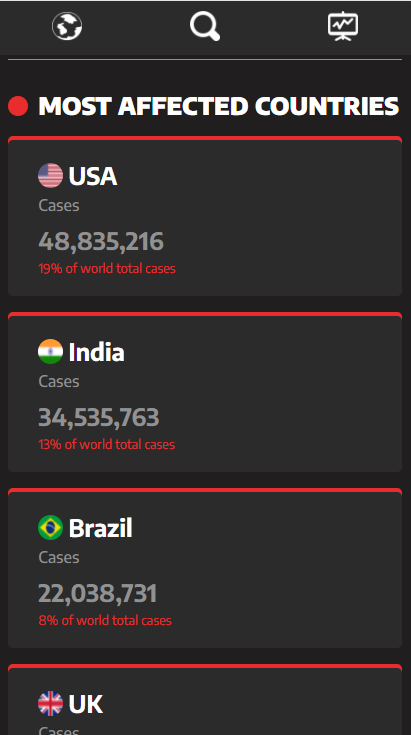 MOST AFFECTED COUNTRIES
USA
Cases
48,835,216
19% of world total cases
India
Cases
34,535,763
13% of world total cases
Brazil
Cases
22,038,731
8% of world total cases
UK
Cases